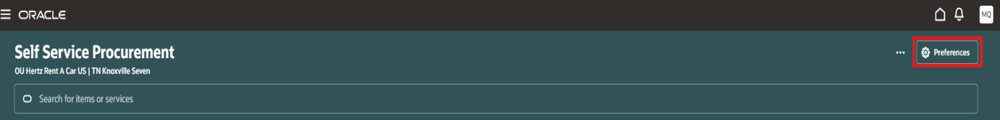 ORACLE
MQ
Self Service Procurement
Preferences
OU Hertz Rent A Car US | TN Knoxville Seven
Search for items or services